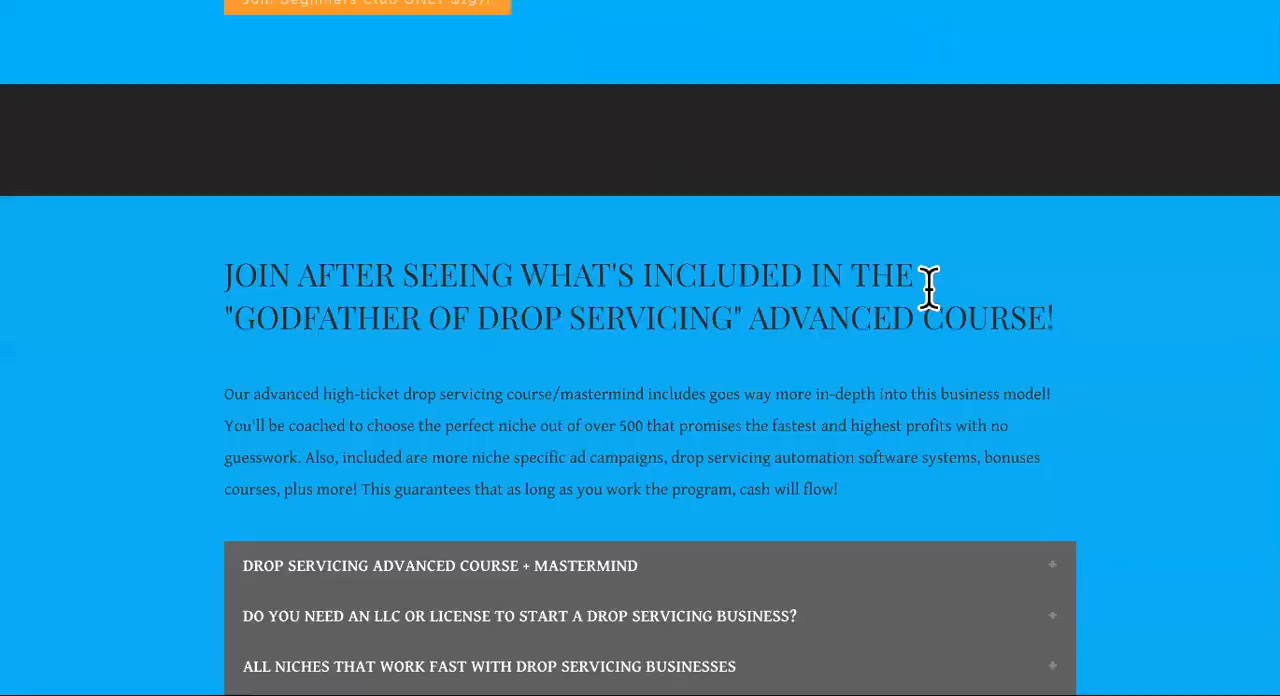 Join Beginners Club ONLY $197!
JOIN AFTER SEEING WHAT'S INCLUDED IN THE
"GODFATHER OF DROP SERVICING" ADVANCED COURSE!
Our advanced high-ticket drop servicing course/mastermind includes goes way more in-depth into this business model!
You'll be coached to choose the perfect niche out of over 500 that promises the fastest and highest profits with no
guesswork. Also, included are more niche specific ad campaigns, drop servicing automation software systems, bonuses
courses, plus more! This guarantees that as long as you work the program, cash will flow!
DROP SERVICING ADVANCED COURSE + MASTERMIND +
DO YOU NEED AN LLC OR LICENSE TO START A DROP SERVICING BUSINESS? +
ALL NICHES THAT WORK FAST WITH DROP SERVICING BUSINESSES +